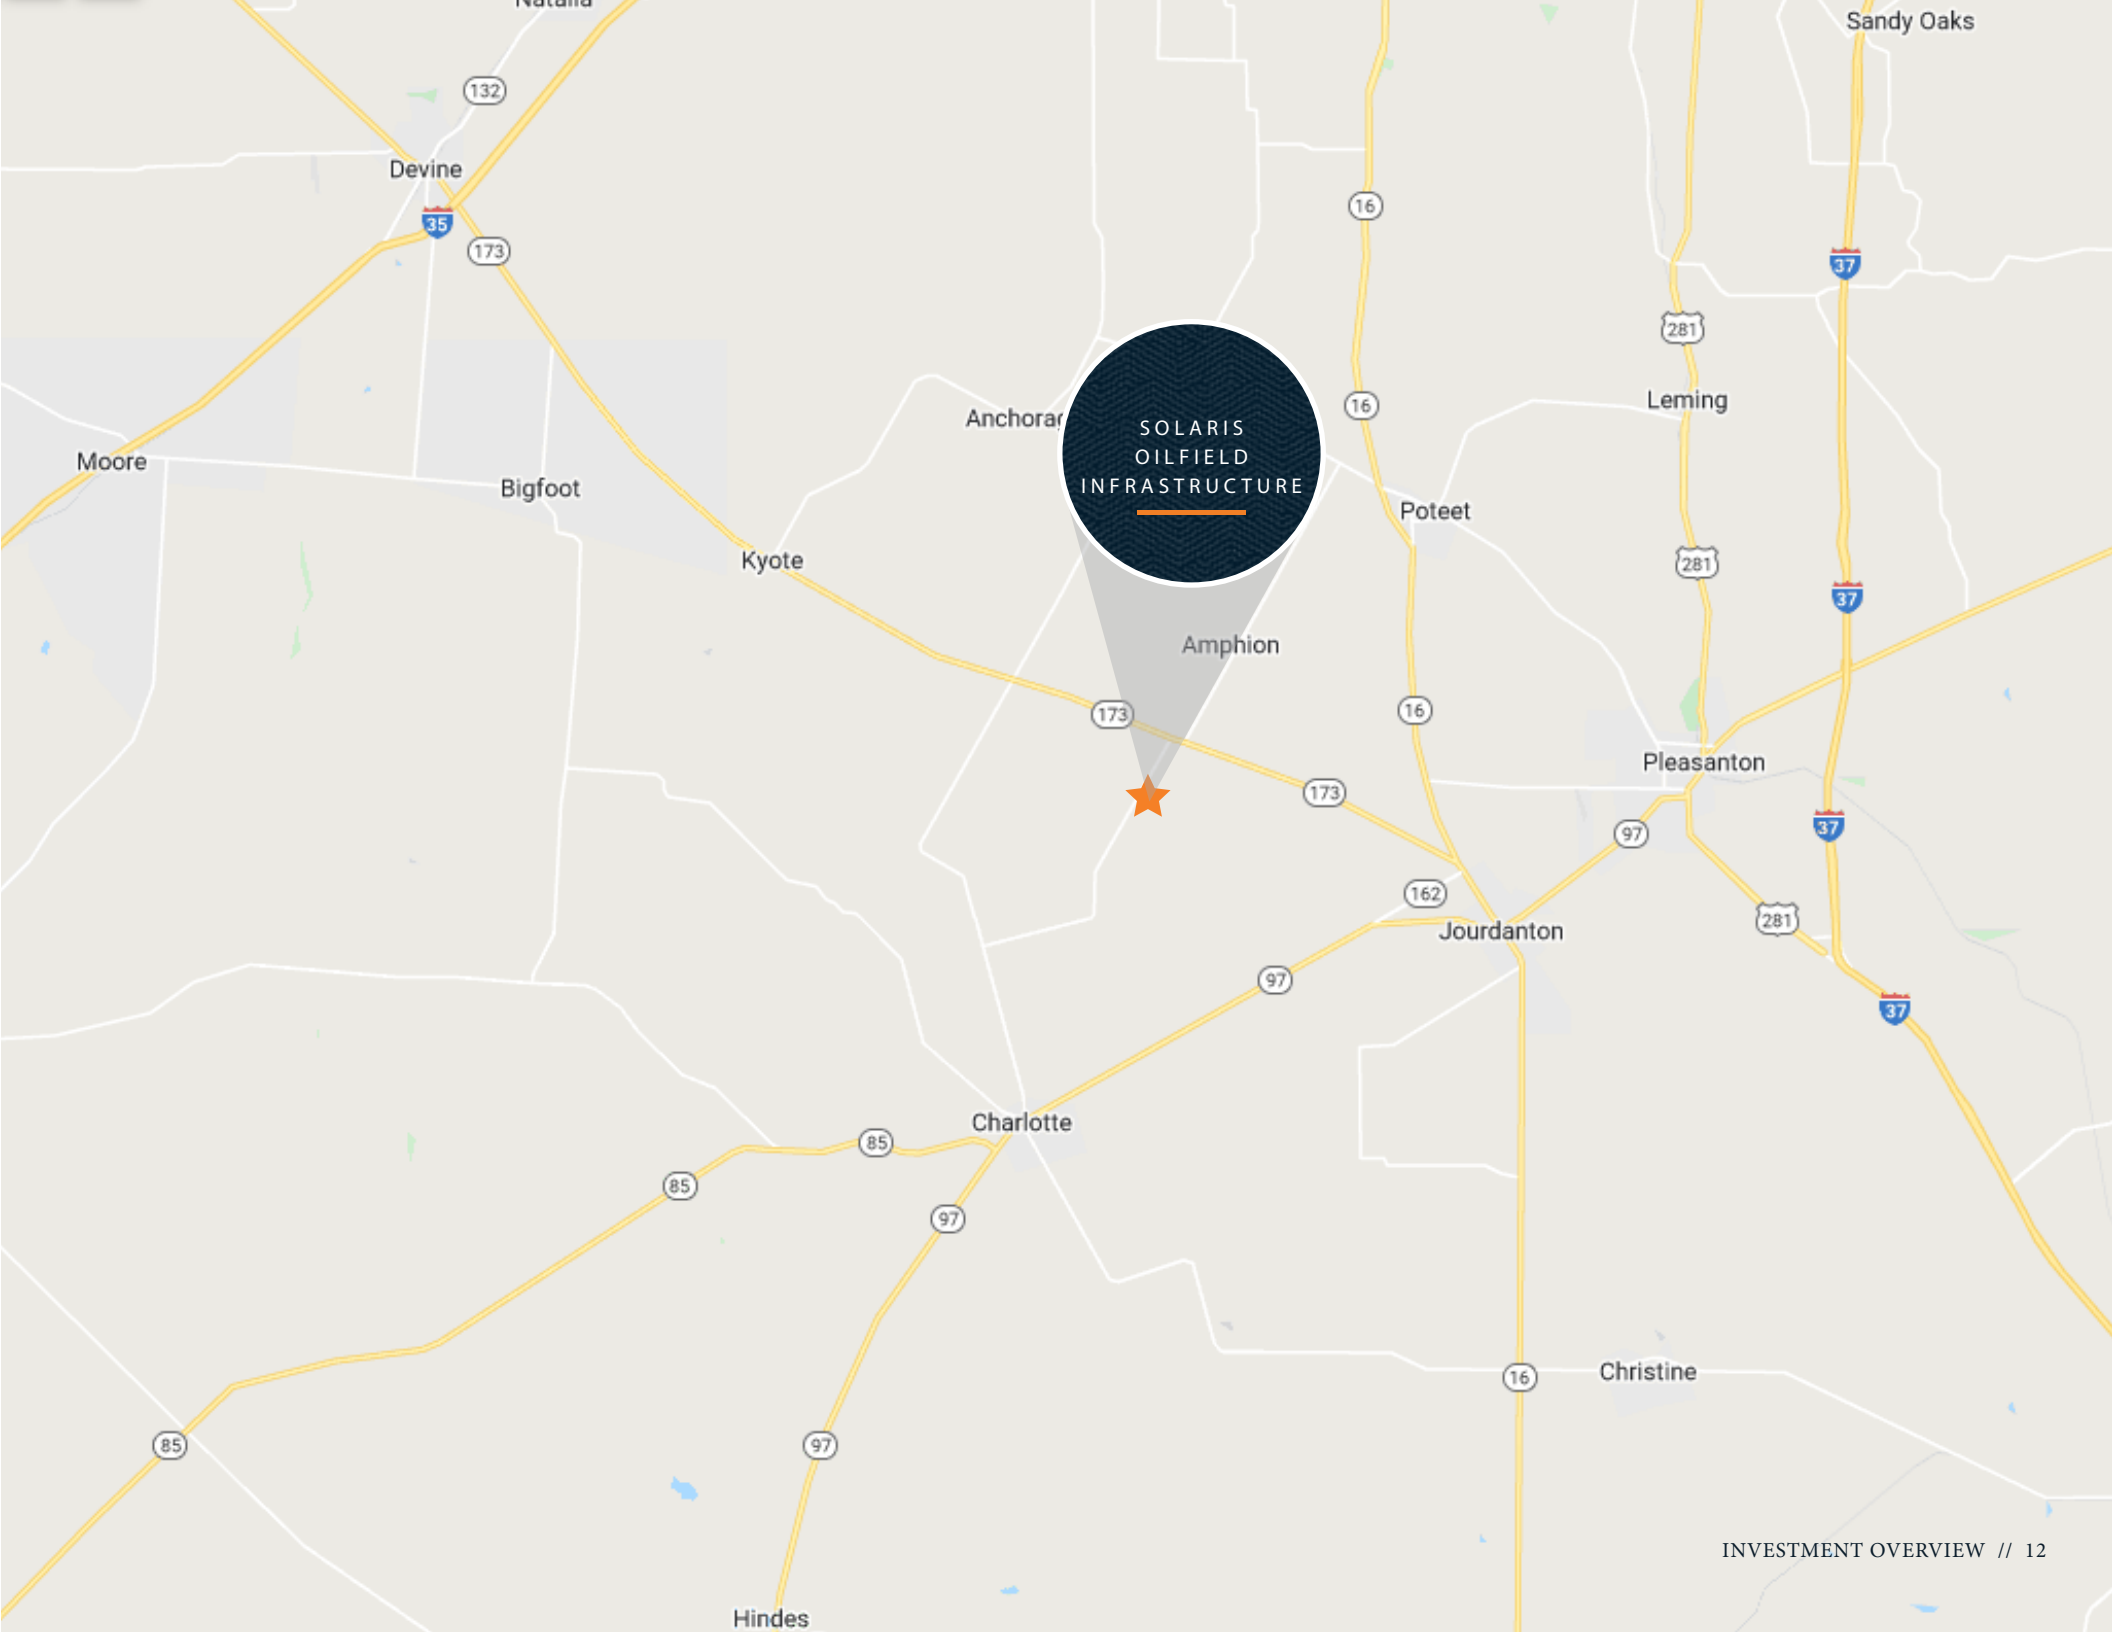 Natalia
Sandy Oaks
132
Devine
35
173
16
37
281
16
Leming
Anchorag
SOLARIS
OILFIELD
INFRASTRUCTURE
Moore
Bigfoot
Poteet
Kyote
281
37
Amphion
173
16
Pleasanton
173
97
37
162
281
Jourdanton
97
37
Charlotte
85
85
97
16
Christine
85
97
INVESTMENT OVERVIEW // 12
Hindes